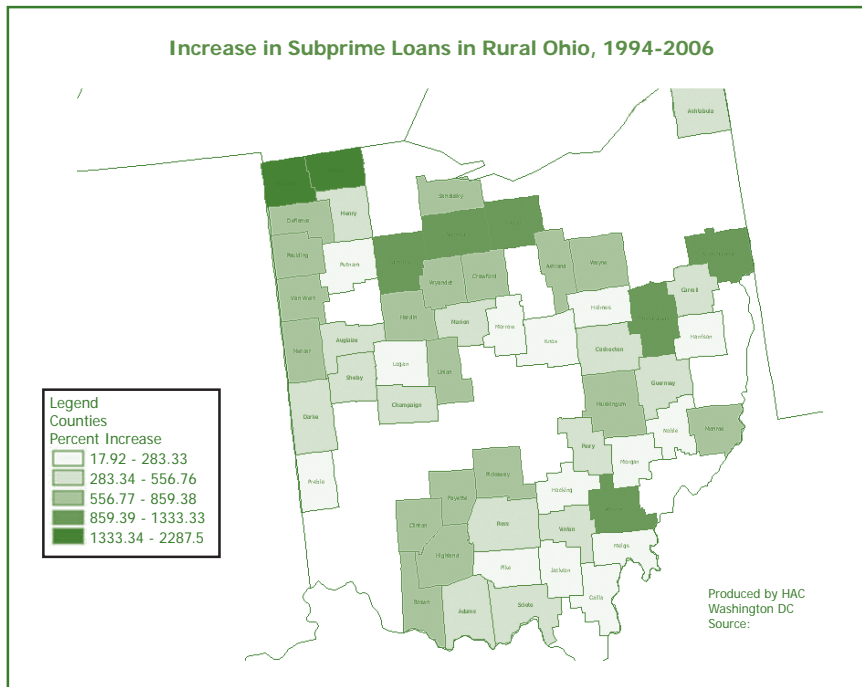 Increase in Subprime Loans in Rural Ohio, 1994-2006
Ashtabula
Sandusky
Henry
Defiance
Paulding
Putnam
Ashland
Wayne
Wyandot
Crawford
Van Wert
Carroll
Holmes
Hardin
Marion
Morrow
Knox
Harrison
Mercer
Auglaize
Coshocton
Logan
Union
Shelby
Guernsey
Champaign
Muskingum
Darke
Noble
Monroe
Perry
Morgan
Preble
Pickaway
Hocking
Fayette
Clinton
Ross
Vinton
Highland
Meigs
Pike
Jackson
Brown
Adams
Scioto
Gallia
Legend
Counties
Percent Increase
17.92 - 283.33
283.34 - 556.76
556.77 - 859.38
859.39 - 1333.33
1333.34 - 2287.5
Produced by HAC
Washington DC
Source: